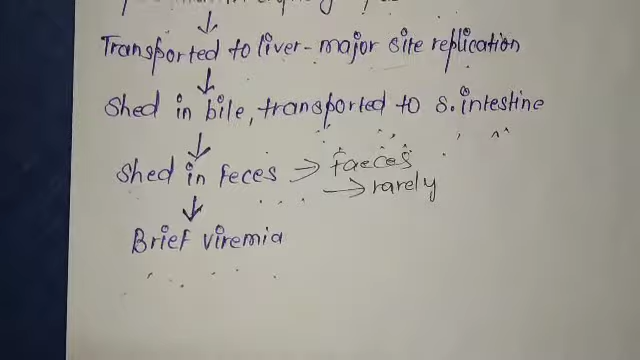 Transported to liver - major site replication
Shed in bile, transported to s. intestine
Shed in feces → faeces
→ rarely
Brief viremia